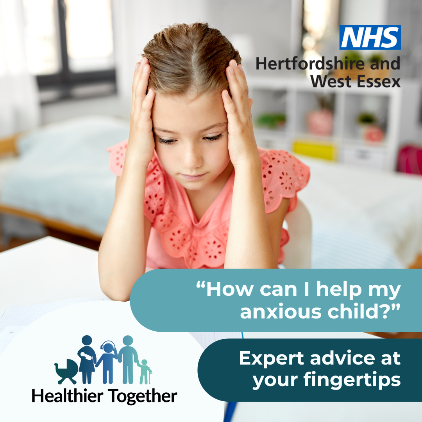 NHS
Hertfordshire and
West Essex
“How can I help my
anxious child?”
Expert advice at
your fingertips
Healthier Together